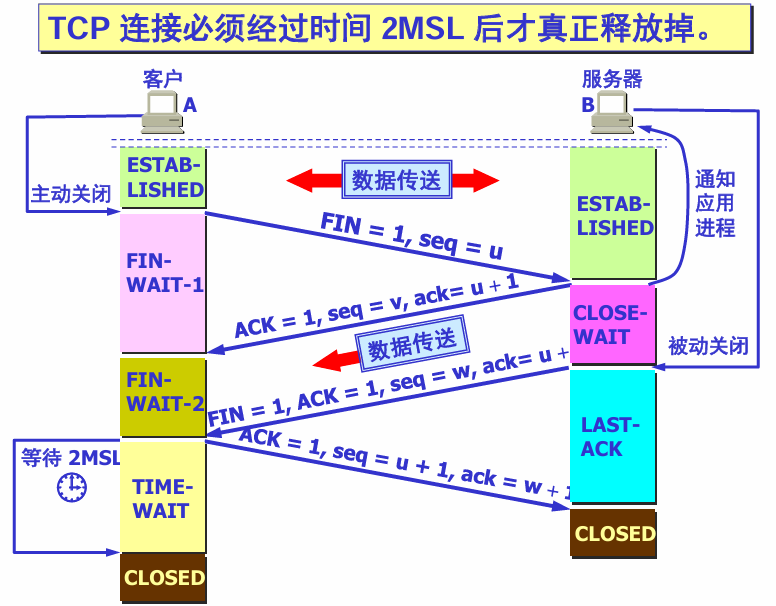 TCP 连接必须经过时间 2MSL 后才真正释放掉。
客户
A
服务器
B
ESTAB-
LISHED
数据传送
主动关闭
通知
应用
进程
ESTAB-
LISHED
FIN = 1, seq = u
FIN-
WAIT-1
ACK = 1, seq = v, ack= u + 1
CLOSE-
WAIT
数据传送
被动关闭
FIN-
WAIT-2
FIN = 1, ACK = 1, seq = w, ack= u +
LAST-
ACK
ACK = 1, seq = u + 1, ack = w + 1
等待 2MSL
TIME-
WAIT
CLOSED
CLOSED